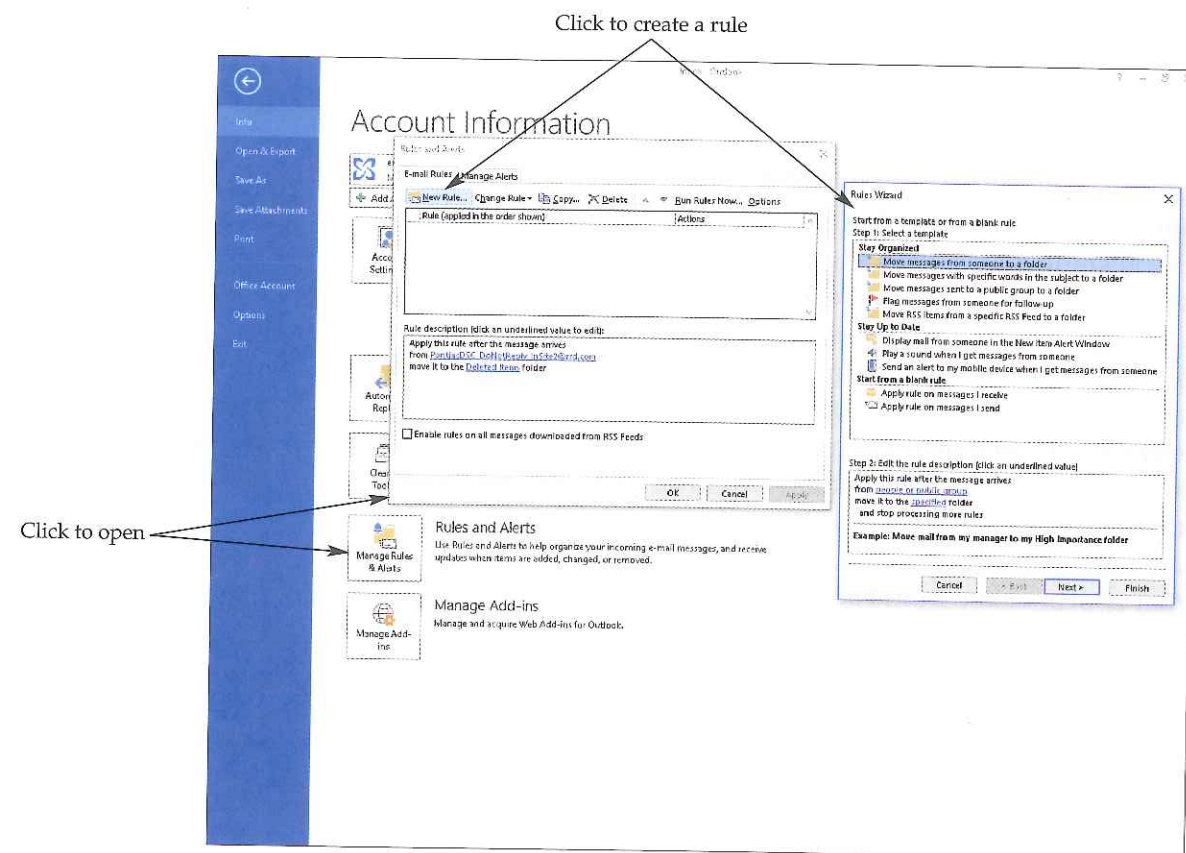 Click to create a rule
Outlook
Info
Open & Export
Save As
Save Attachments
Print
Office Account
Options
Exit
Account Information
Add
Rules and Alerts
E-mail Rules
Manage Alerts
New Rule...
Change Rule
Copy...
Delete
Run Rules Now...
Options
Rule (applied in the order shown)
Actions
Rule description (click an underlined value to edit):
Apply this rule after the message arrives
from
move it to the Deleted Items folder
Enable rules on all messages downloaded from RSS Feeds
OK
Cancel
Apply
Rules Wizard
Start from a template or from a blank rule
Step 1: Select a template
Stay Organized
Move messages from someone to a folder
Move messages with specific words in the subject to a folder
Move messages sent to a public group to a folder
Flag messages from someone for follow-up
Move RSS items from a specific RSS Feed to a folder
Stay Up to Date
Display mail from someone in the New Item Alert Window
Play a sound when I get messages from someone
Send an alert to my mobile device when I get messages from someone
Start from a blank rule
Apply rule on messages I receive
Apply rule on messages I send
Step 2: Edit the rule description (click an underlined value)
Apply this rule after the message arrives
from people or public group
move it to the specified folder
and stop processing more rules
Example: Move mail from my manager to my High Importance folder
Cancel
< Back
Next >
Finish
Click to open
Manage Rules
& Alerts
Rules and Alerts
Use Rules and Alerts to help organize your incoming e-mail messages, and receive
updates when items are added, changed, or removed.
Manage Add-
ins
Manage Add-ins
Manage and acquire Web Add-ins for Outlook.